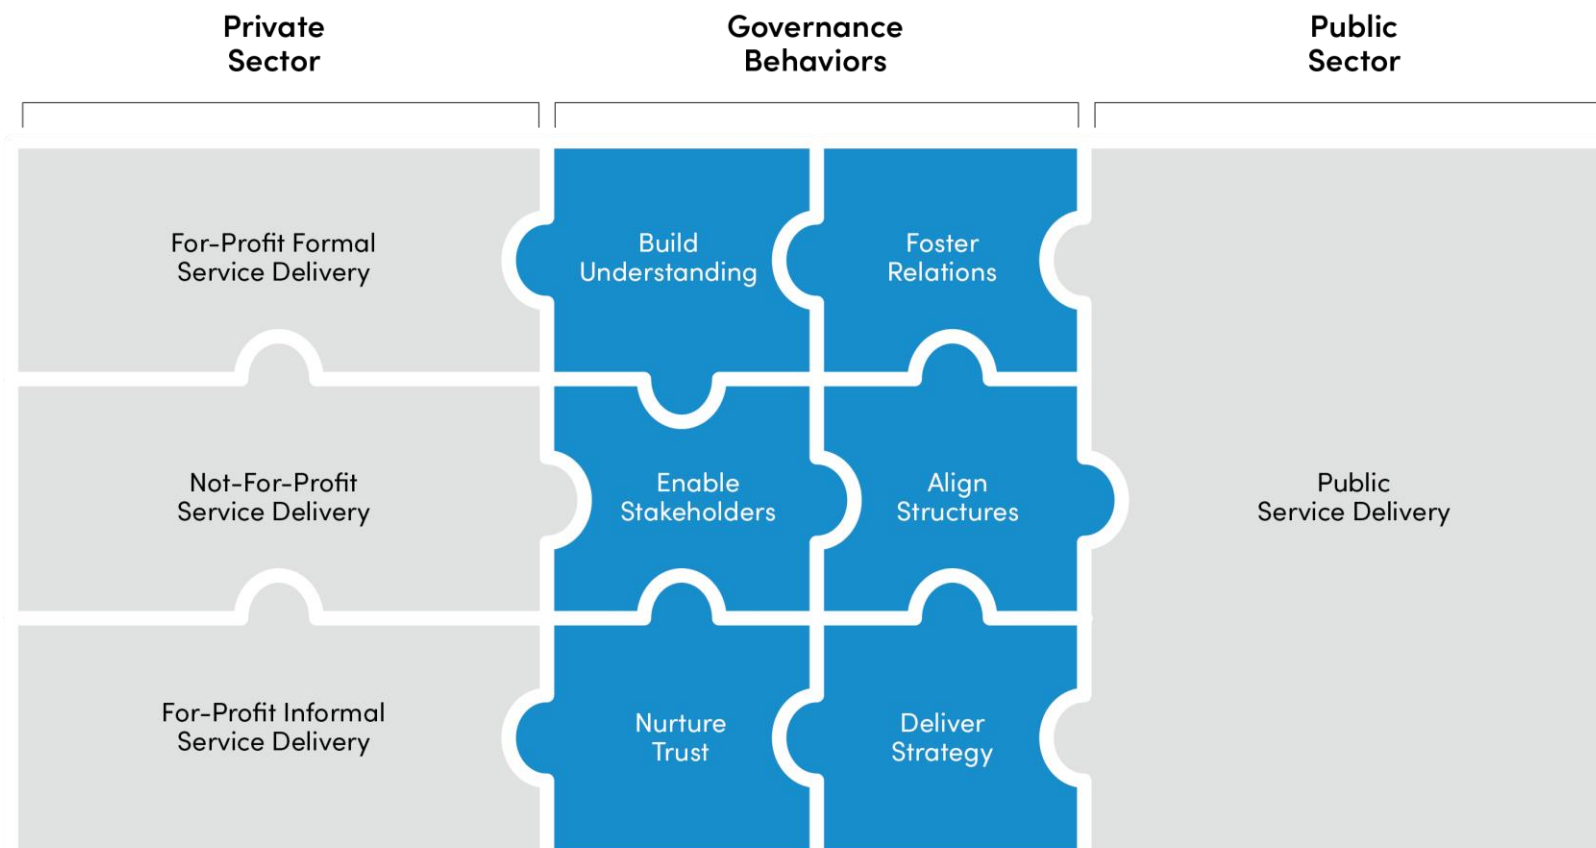 Private
Sector
Governance
Behaviors
Public
Sector
For-Profit Formal
Service Delivery
Build
Understanding
Foster
Relations
Not-For-Profit
Service Delivery
Enable
Stakeholders
Align
Structures
Public
Service Delivery
For-Profit Informal
Service Delivery
Nurture
Trust
Deliver
Strategy